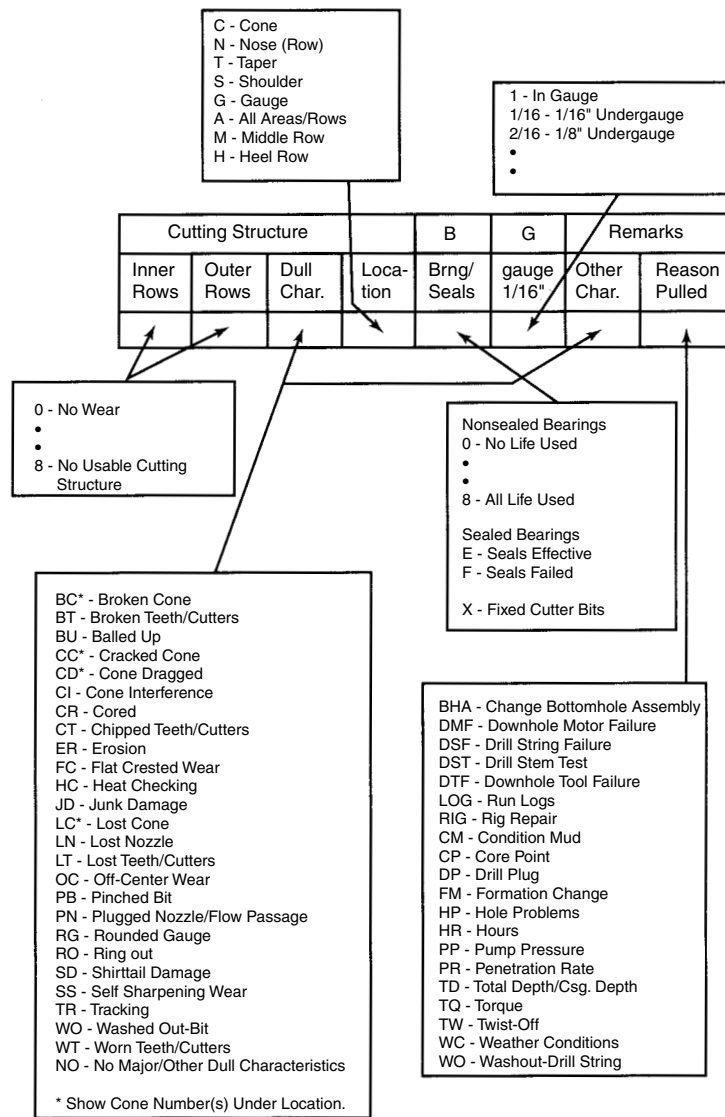 C - Cone
N - Nose (Row)
T - Taper
S - Shoulder
G - Gauge
A - All Areas/Rows
M - Middle Row
H - Heel Row
1 - In Gauge
1/16 - 1/16" Undergauge
2/16 - 1/8" Undergauge
•
•
Cutting Structure B G Remarks
Inner Outer Dull Loca- Brng/ gauge Other Reason
Rows Rows Char. tion Seals 1/16" Char. Pulled
0 - No Wear
•
•
8 - No Usable Cutting
Structure
Nonsealed Bearings
0 - No Life Used
•
•
8 - All Life Used
Sealed Bearings
E - Seals Effective
F - Seals Failed
X - Fixed Cutter Bits
BC* - Broken Cone
BT - Broken Teeth/Cutters
BU - Balled Up
CC* - Cracked Cone
CD* - Cone Dragged
CI - Cone Interference
CR - Cored
CT - Chipped Teeth/Cutters
ER - Erosion
FC - Flat Crested Wear
HC - Heat Checking
JD - Junk Damage
LC* - Lost Cone
LN - Lost Nozzle
LT - Lost Teeth/Cutters
OC - Off-Center Wear
PB - Pinched Bit
PN - Plugged Nozzle/Flow Passage
RG - Rounded Gauge
RO - Ring out
SD - Shirttail Damage
SS - Self Sharpening Wear
TR - Tracking
WO - Washed Out-Bit
WT - Worn Teeth/Cutters
NO - No Major/Other Dull Characteristics
* Show Cone Number(s) Under Location.
BHA - Change Bottomhole Assembly
DMF - Downhole Motor Failure
DSF - Drill String Failure
DST - Drill Stem Test
DTF - Downhole Tool Failure
LOG - Run Logs
RIG - Rig Repair
CM - Condition Mud
CP - Core Point
DP - Drill Plug
FM - Formation Change
HP - Hole Problems
HR - Hours
PP - Pump Pressure
PR - Penetration Rate
TD - Total Depth/Csg. Depth
TQ - Torque
TW - Twist-Off
WC - Weather Conditions
WO - Washout-Drill String